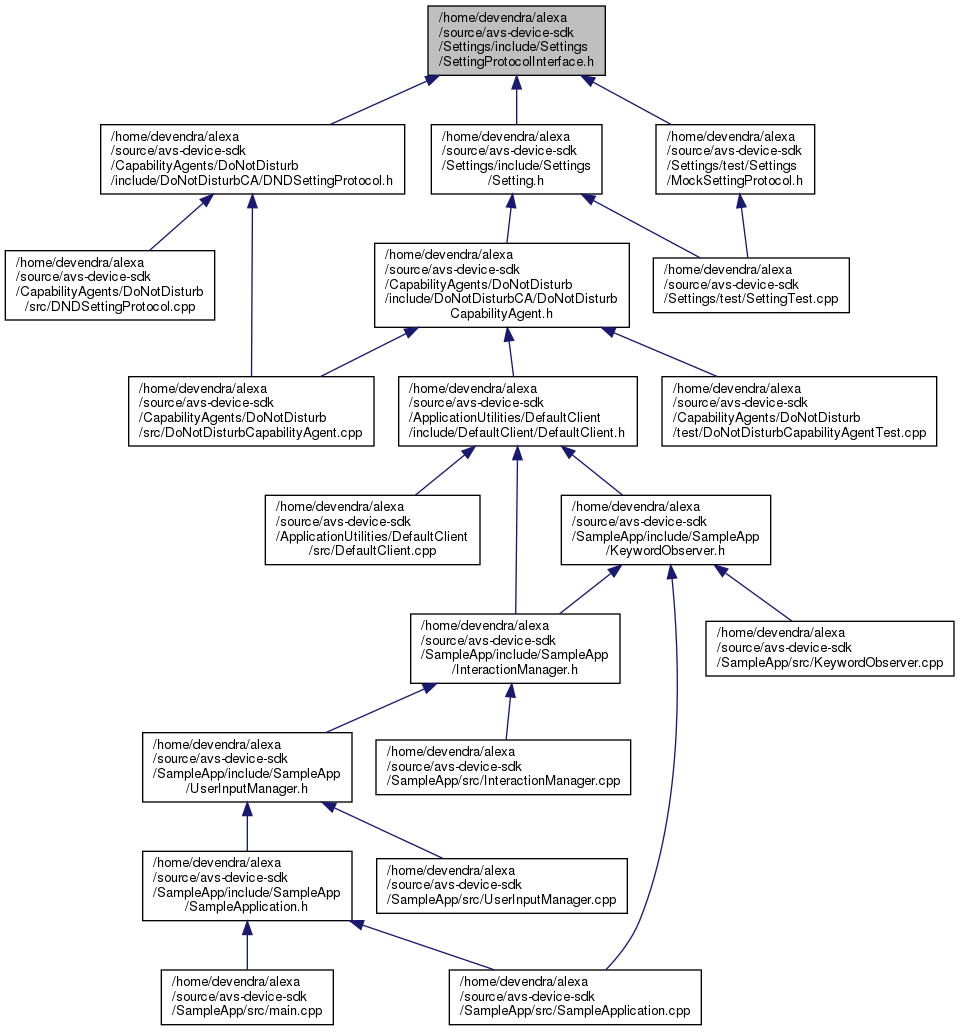 /home/devendra/alexa
/source/avs-device-sdk
/Settings/include/Settings
/SettingProtocolInterface.h
/home/devendra/alexa
/source/avs-device-sdk
/CapabilityAgents/DoNotDisturb
/include/DoNotDisturbCA/DNDSettingProtocol.h
/home/devendra/alexa
/source/avs-device-sdk
/Settings/include/Settings
/Setting.h
/home/devendra/alexa
/source/avs-device-sdk
/Settings/test/Settings
/MockSettingProtocol.h
/home/devendra/alexa
/source/avs-device-sdk
/CapabilityAgents/DoNotDisturb
/src/DNDSettingProtocol.cpp
/home/devendra/alexa
/source/avs-device-sdk
/CapabilityAgents/DoNotDisturb
/include/DoNotDisturbCA/DoNotDisturb
CapabilityAgent.h
/home/devendra/alexa
/source/avs-device-sdk
/Settings/test/SettingTest.cpp
/home/devendra/alexa
/source/avs-device-sdk
/CapabilityAgents/DoNotDisturb
/src/DoNotDisturbCapabilityAgent.cpp
/home/devendra/alexa
/source/avs-device-sdk
/ApplicationUtilities/DefaultClient
/include/DefaultClient/DefaultClient.h
/home/devendra/alexa
/source/avs-device-sdk
/CapabilityAgents/DoNotDisturb
/test/DoNotDisturbCapabilityAgentTest.cpp
/home/devendra/alexa
/source/avs-device-sdk
/ApplicationUtilities/DefaultClient
/src/DefaultClient.cpp
/home/devendra/alexa
/source/avs-device-sdk
/SampleApp/include/SampleApp
/KeywordObserver.h
/home/devendra/alexa
/source/avs-device-sdk
/SampleApp/include/SampleApp
/InteractionManager.h
/home/devendra/alexa
/source/avs-device-sdk
/SampleApp/src/KeywordObserver.cpp
/home/devendra/alexa
/source/avs-device-sdk
/SampleApp/include/SampleApp
/UserInputManager.h
/home/devendra/alexa
/source/avs-device-sdk
/SampleApp/src/InteractionManager.cpp
/home/devendra/alexa
/source/avs-device-sdk
/SampleApp/include/SampleApp
/SampleApplication.h
/home/devendra/alexa
/source/avs-device-sdk
/SampleApp/src/UserInputManager.cpp
/home/devendra/alexa
/source/avs-device-sdk
/SampleApp/src/main.cpp
/home/devendra/alexa
/source/avs-device-sdk
/SampleApp/src/SampleApplication.cpp